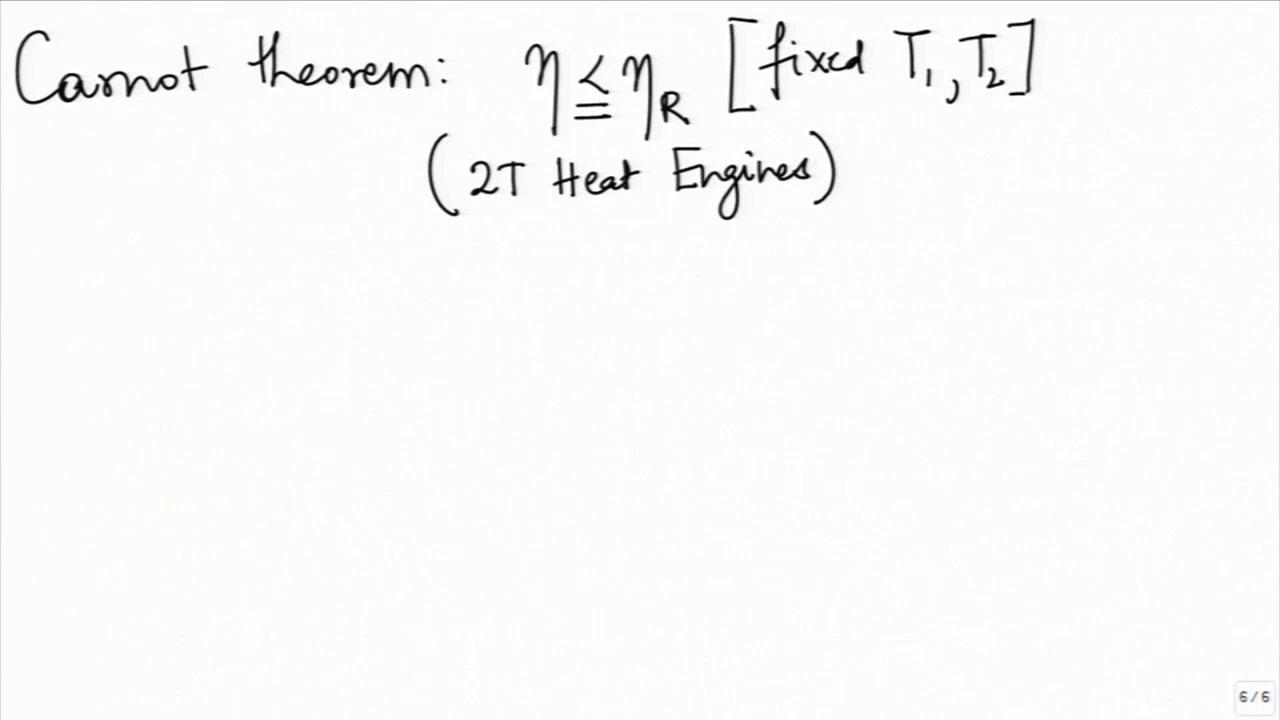 Carnot theorem: η ≦ η_R [fixed T₁, T₂]
(2T Heat Engines)
6/6